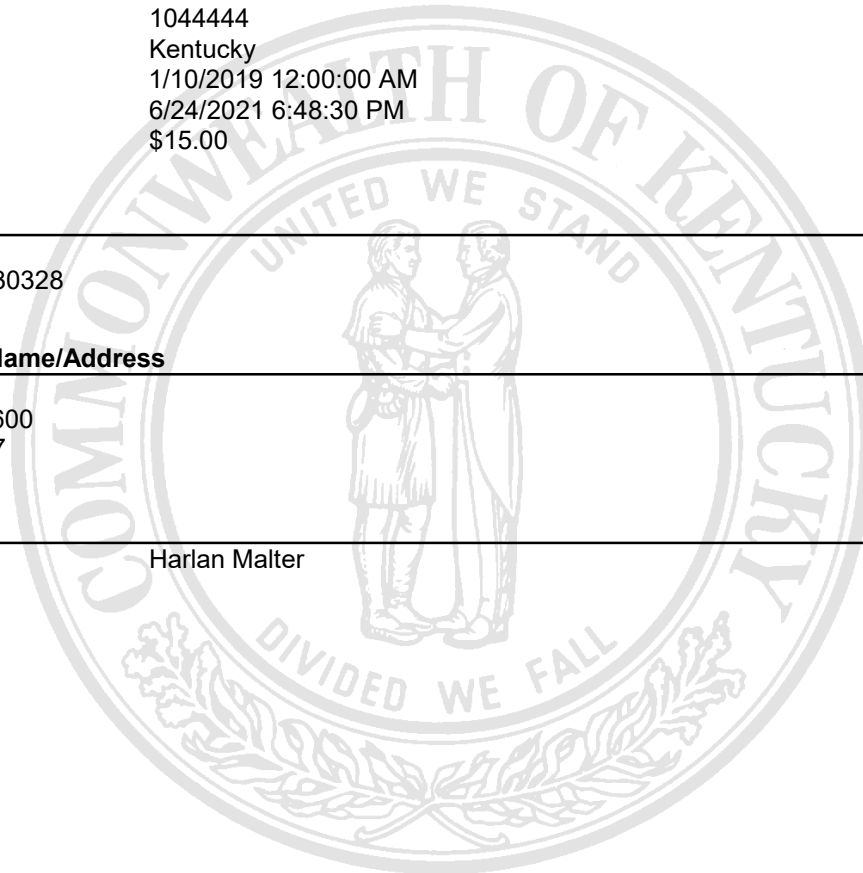 1044444
Kentucky
1/10/2019 12:00:00 AM
6/24/2021 6:48:30 PM
$15.00
COMMONWEALTH OF KENTUCKY
UNITED WE STAND
30328
Name/Address
600
7
Harlan Malter
DIVIDED WE FALL